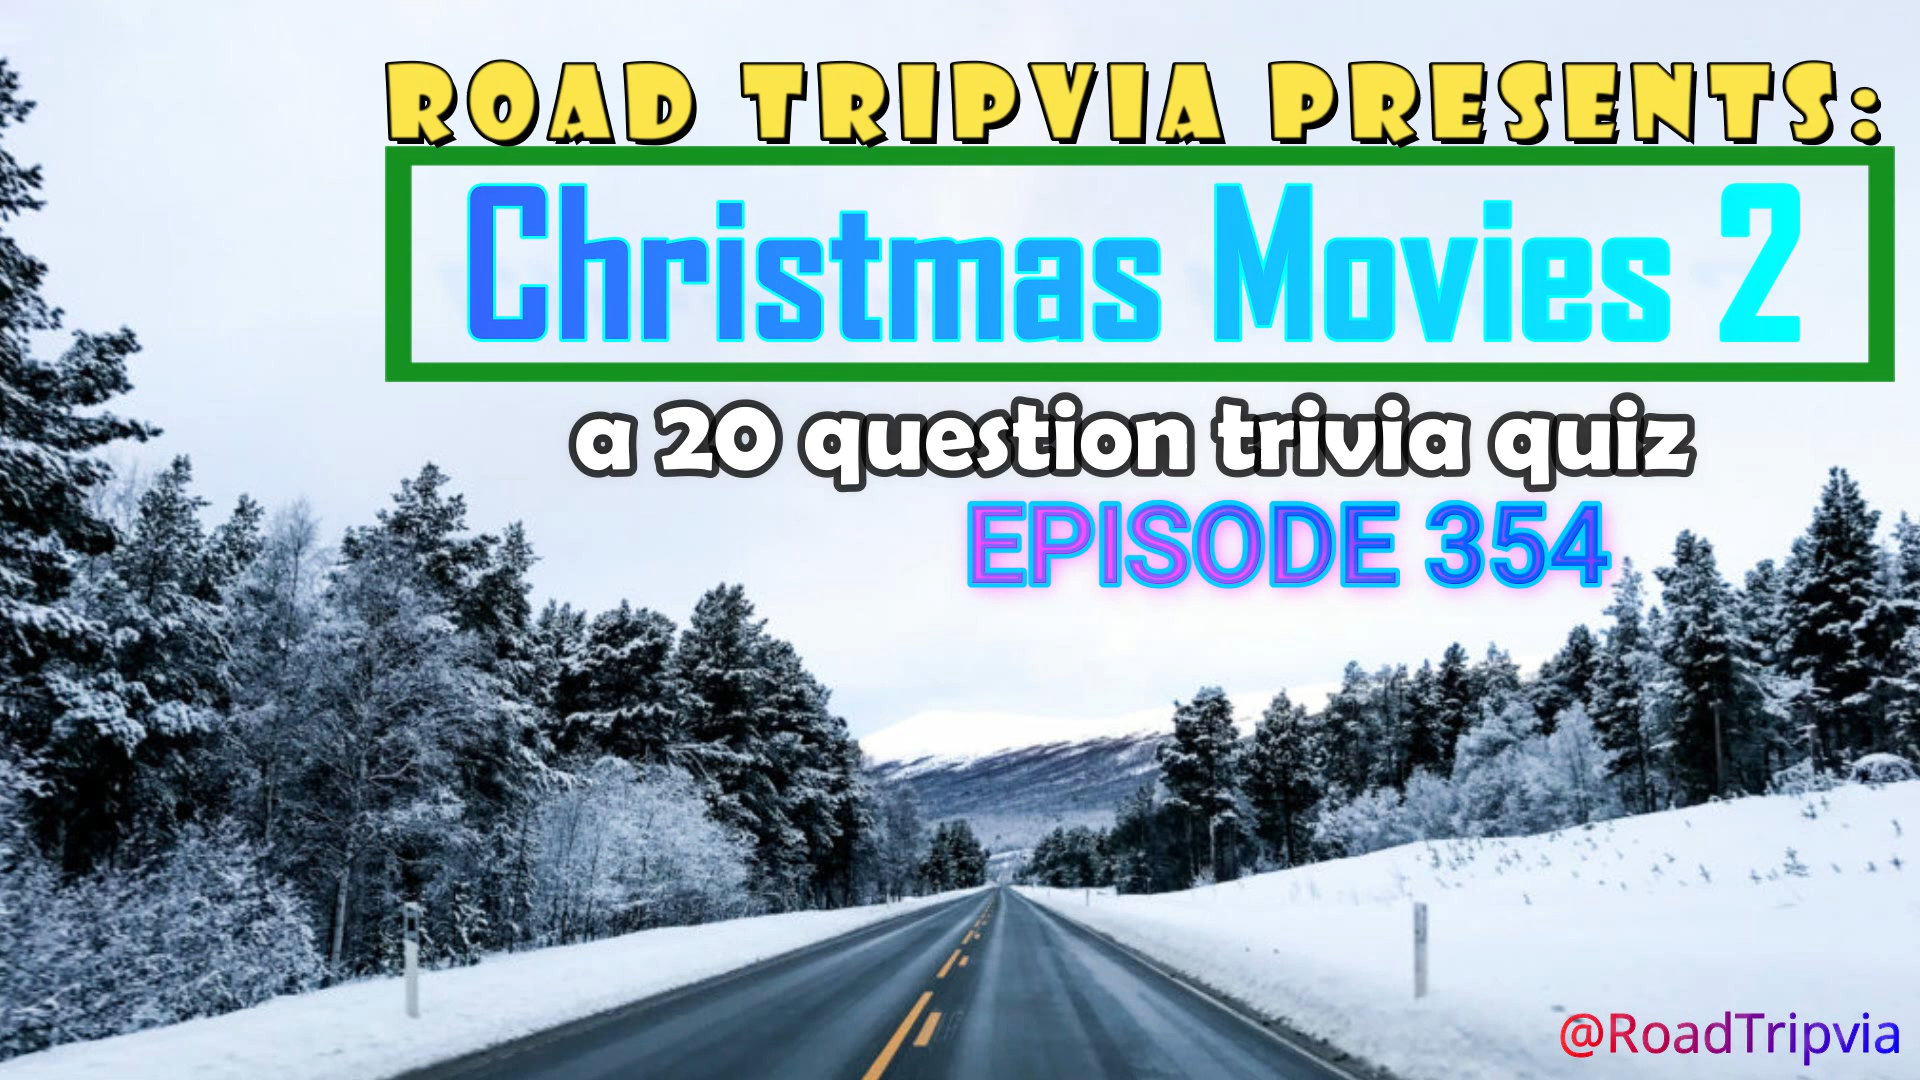 ROAD TRIPVIA PRESENTS:
Christmas Movies 2
a 20 question trivia quiz
EPISODE 354
@RoadTripvia